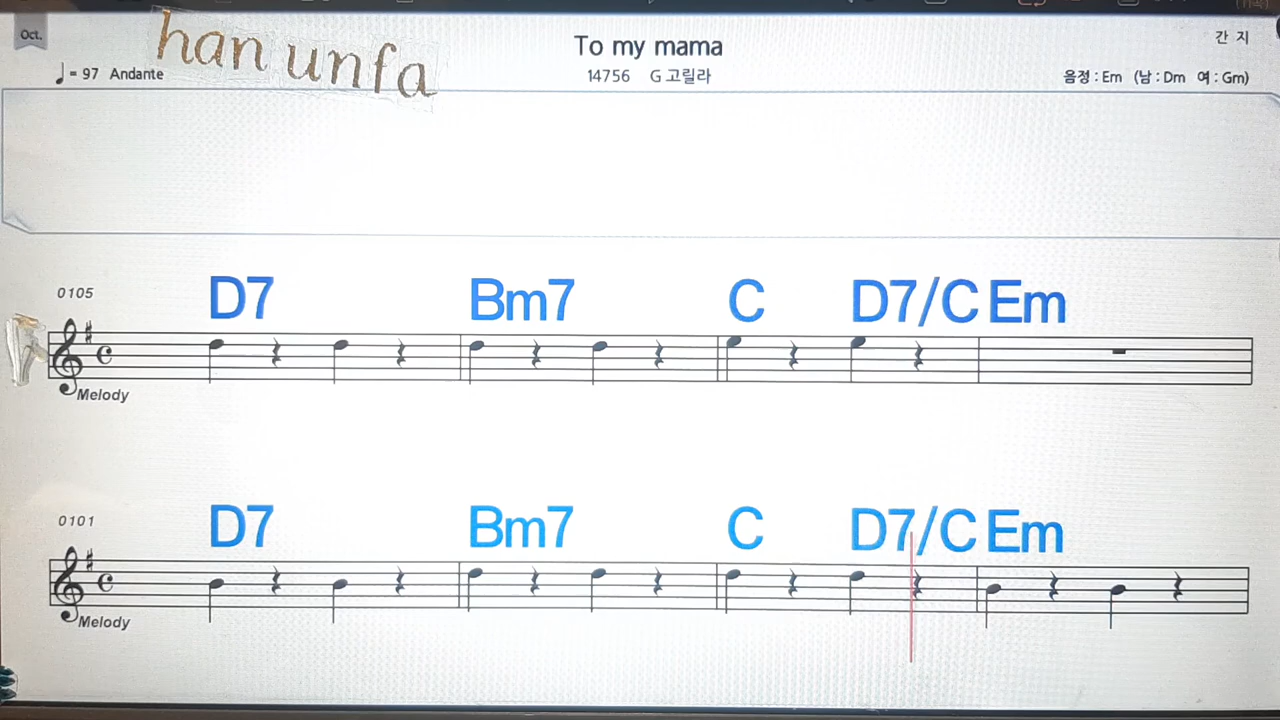 Oct.
han unfa
To my mama
간 지
♩= 97 Andante
14756 G 고릴라
음정 : Em (남 : Dm 여 : Gm)
0105
D7 Bm7 C D7/C Em
Melody
0101
D7 Bm7 C D7/C Em
Melody